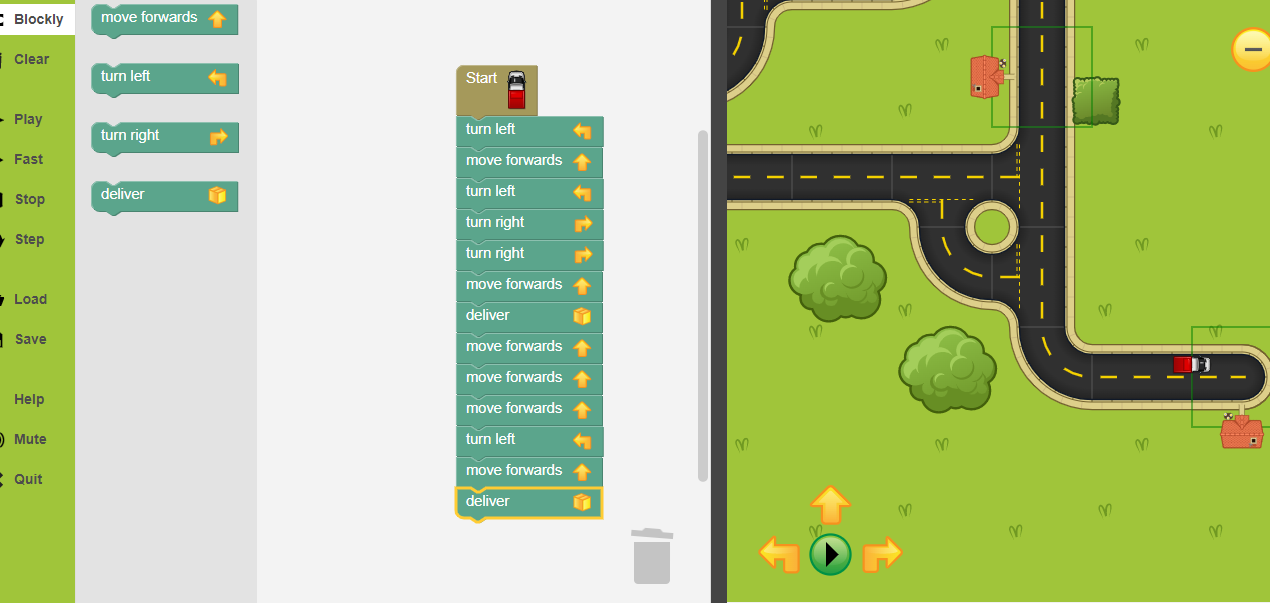 Blockly
Clear
Play
Fast
Stop
Step
Load
Save
Help
Mute
Quit
move forwards
turn left
turn right
deliver
Start
turn left
move forwards
turn left
turn right
turn right
move forwards
deliver
move forwards
move forwards
move forwards
turn left
move forwards
deliver